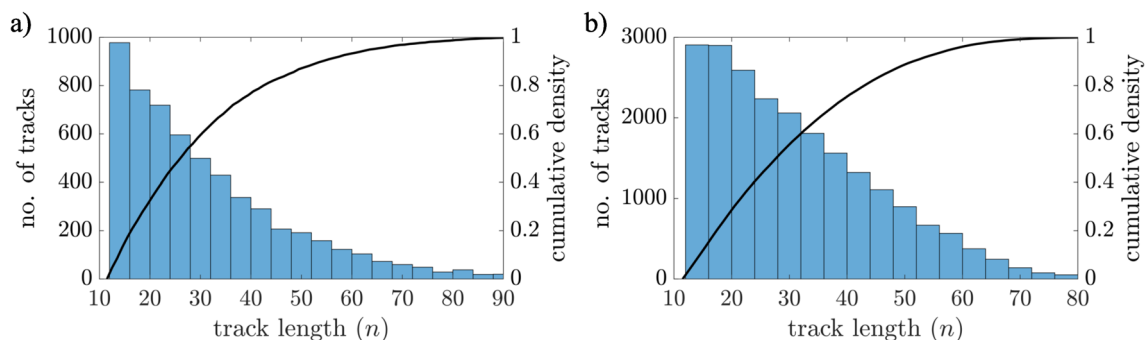 a)
no. of tracks
1000
800
600
400
200
0
10 20 30 40 50 60 70 80 90
track length (n)
1
0.8
0.6
0.4
0.2
0
cumulative density
b)
no. of tracks
3000
2000
1000
0
10 20 30 40 50 60 70 80
track length (n)
1
0.8
0.6
0.4
0.2
0
cumulative density